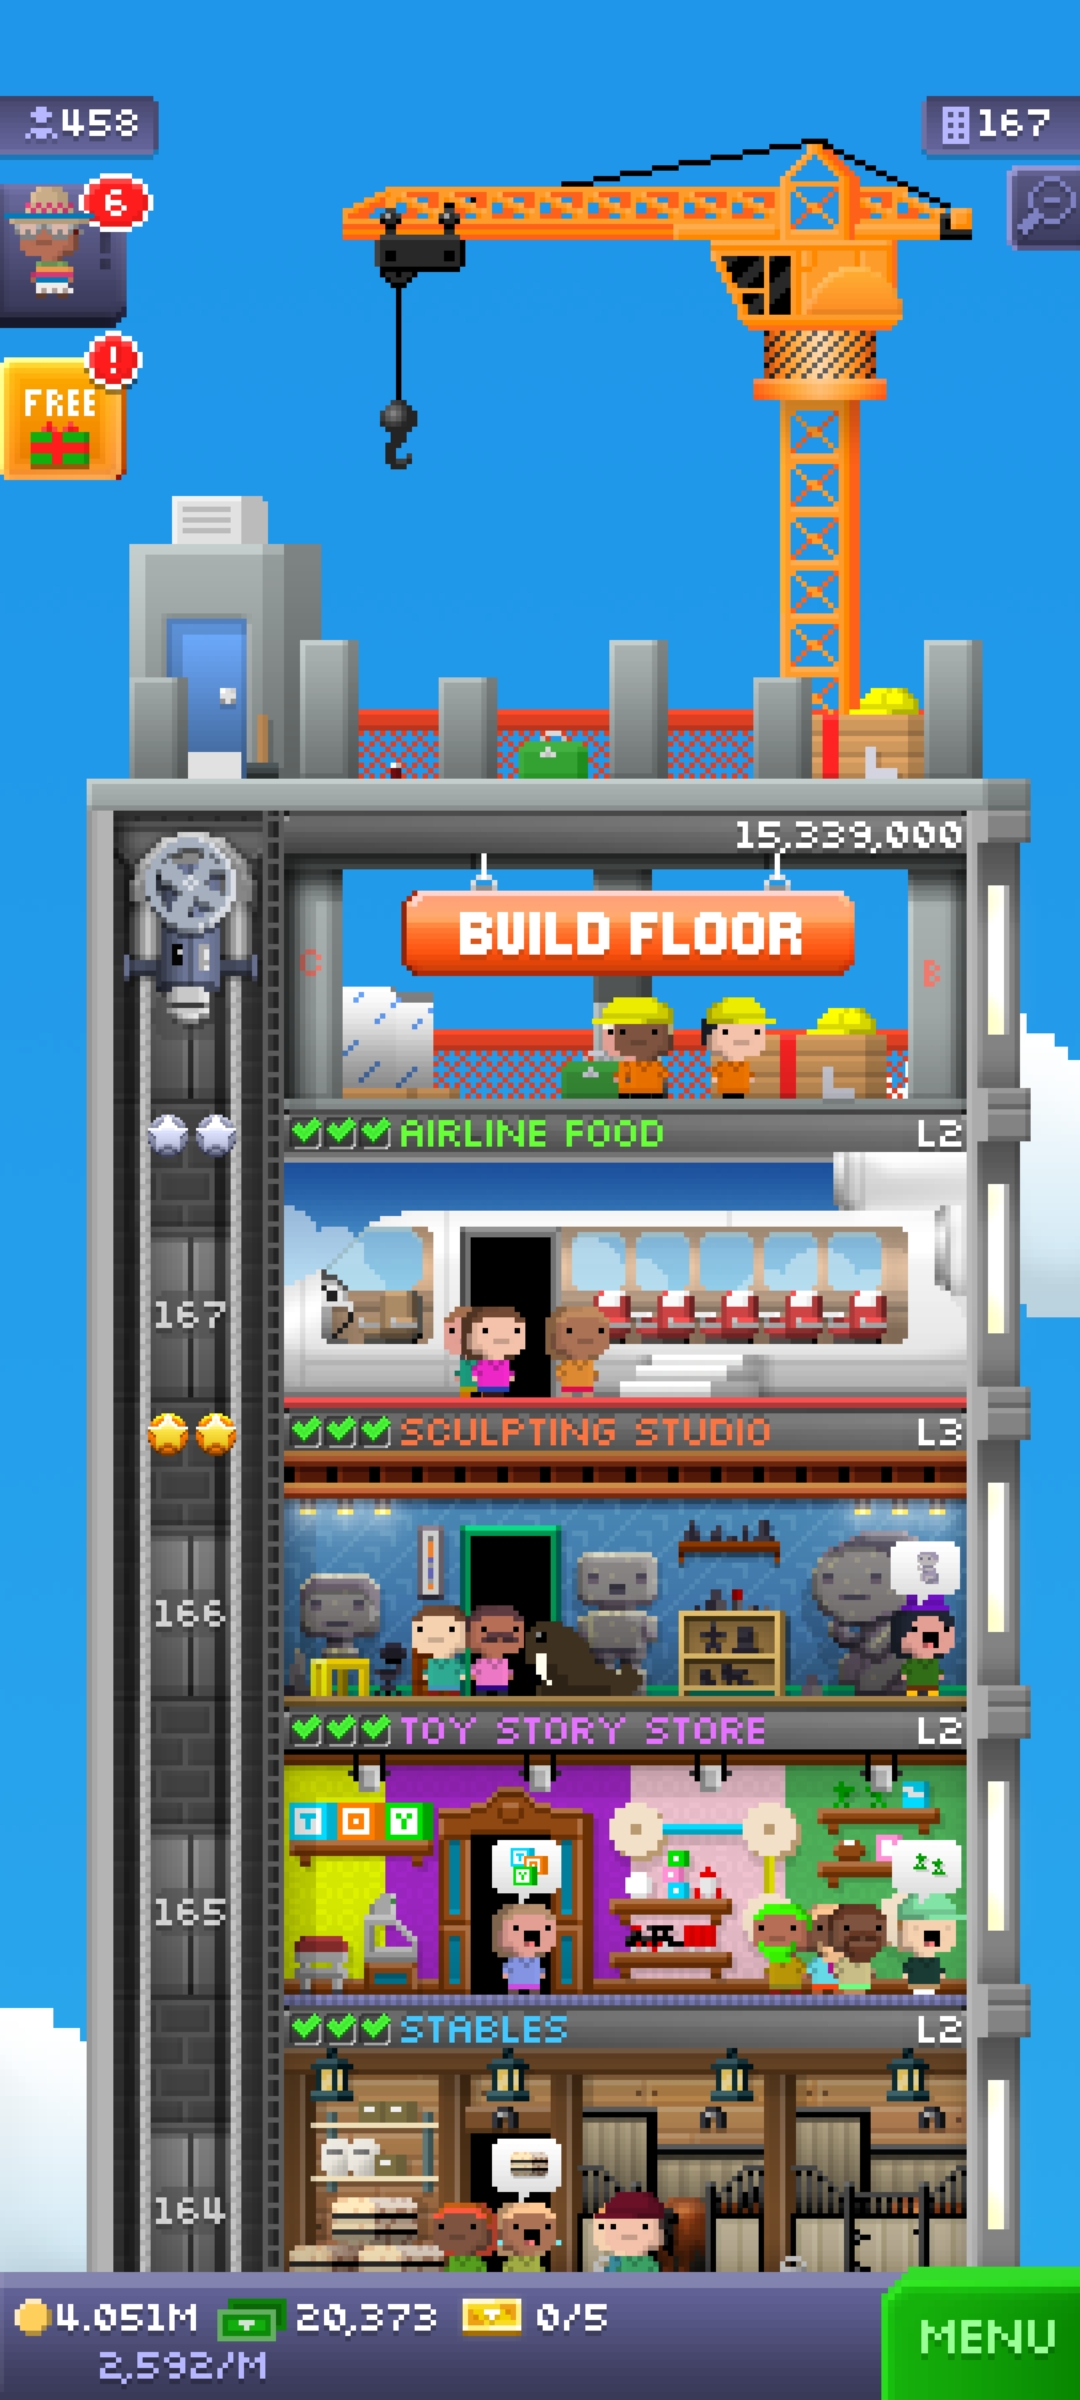 458
167
6
!
FREE
15,339,000
BUILD FLOOR
C
B
AIRLINE FOOD L2
167
SCULPTING STUDIO L3
166
TOY STORY STORE L2
T O Y
T O Y
165
STABLES L2
164
4.051M 20,373 0/5
2,592/M
MENU